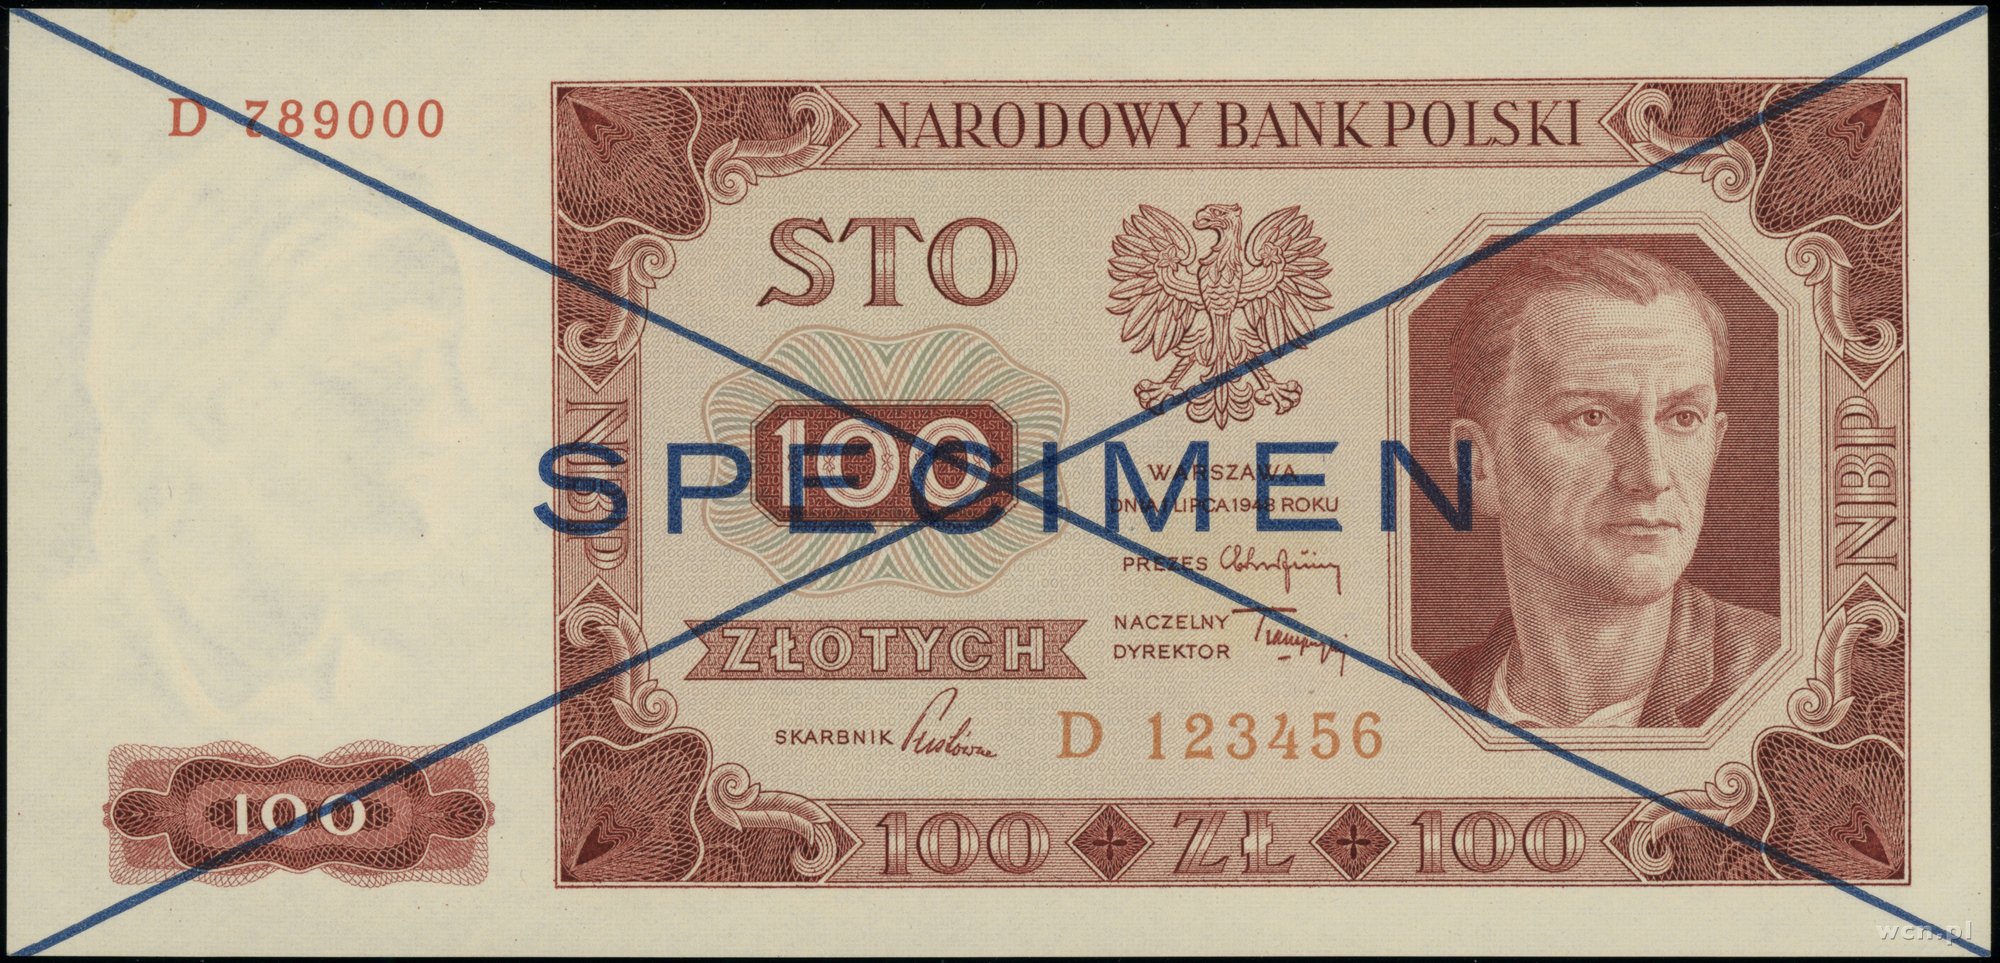 D 789000
NARODOWY BANK POLSKI
STO
100
NBP
NBP
SPECIMEN
WARSZAWA
DNIA 1 LIPCA 1948 ROKU
PREZES
NACZELNY
DYREKTOR
ZŁOTYCH
SKARBNIK
D 123456
100
100 ZŁ 100
wcn.pl